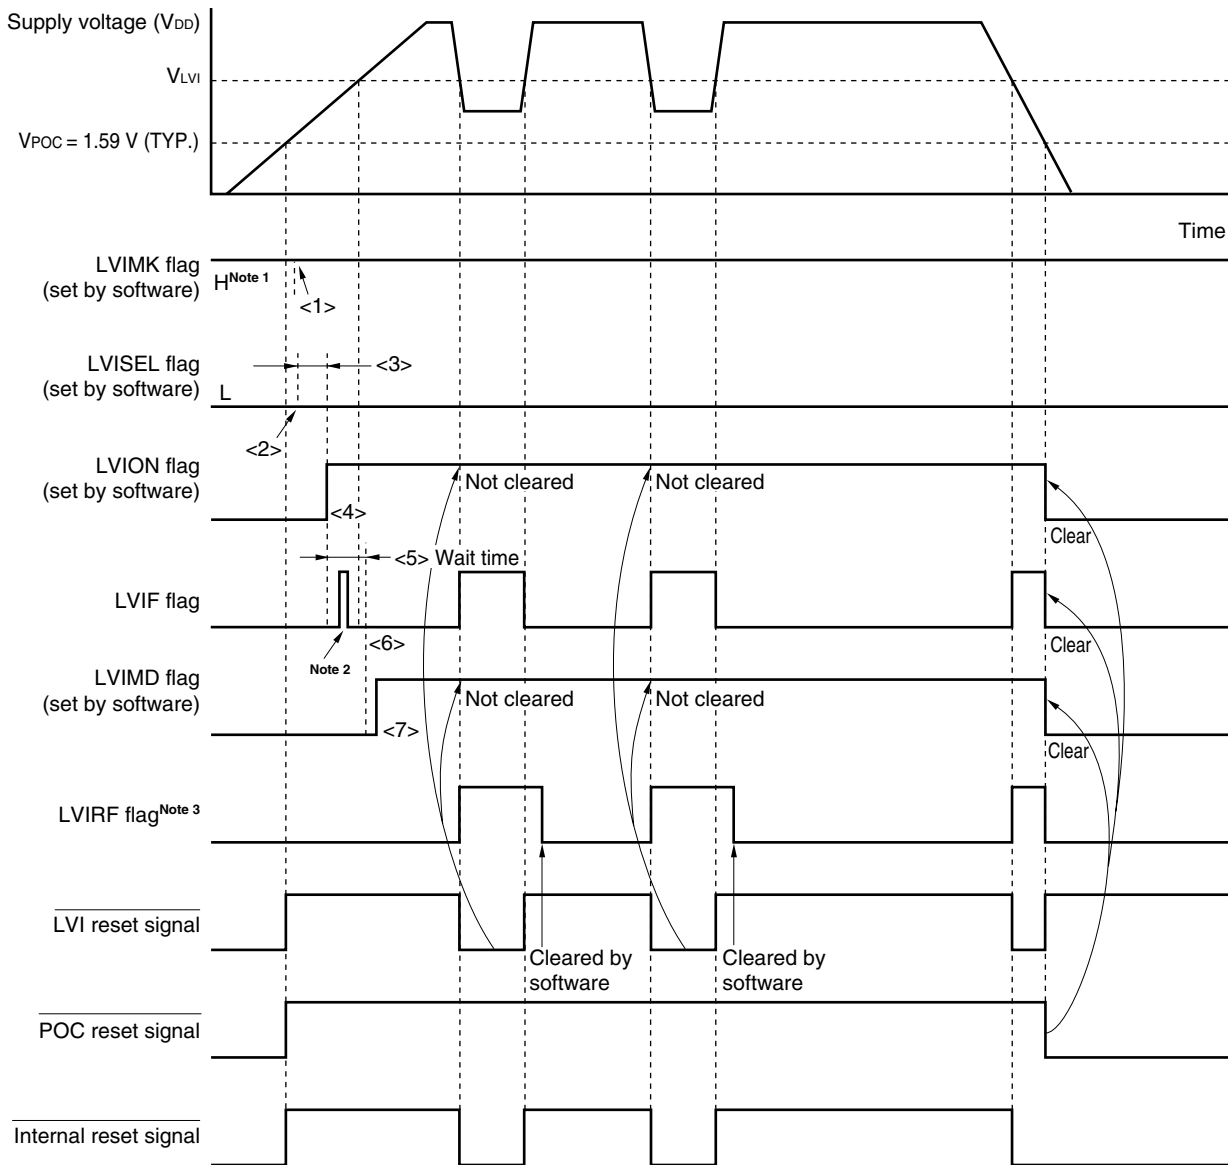 Supply voltage (VDD)
VLVI
VPOC = 1.59 V (TYP.)
Time
LVIMK flag
(set by software)
HNote 1
<1>
LVISEL flag
(set by software)
<3>
L
<2>
LVION flag
(set by software)
Not cleared
Not cleared
<4>
Clear
<5> Wait time
LVIF flag
<6>
Note 2
Clear
LVIMD flag
(set by software)
Not cleared
Not cleared
<7>
Clear
LVIRF flagNote 3
LVI reset signal
Cleared by
software
Cleared by
software
POC reset signal
Internal reset signal